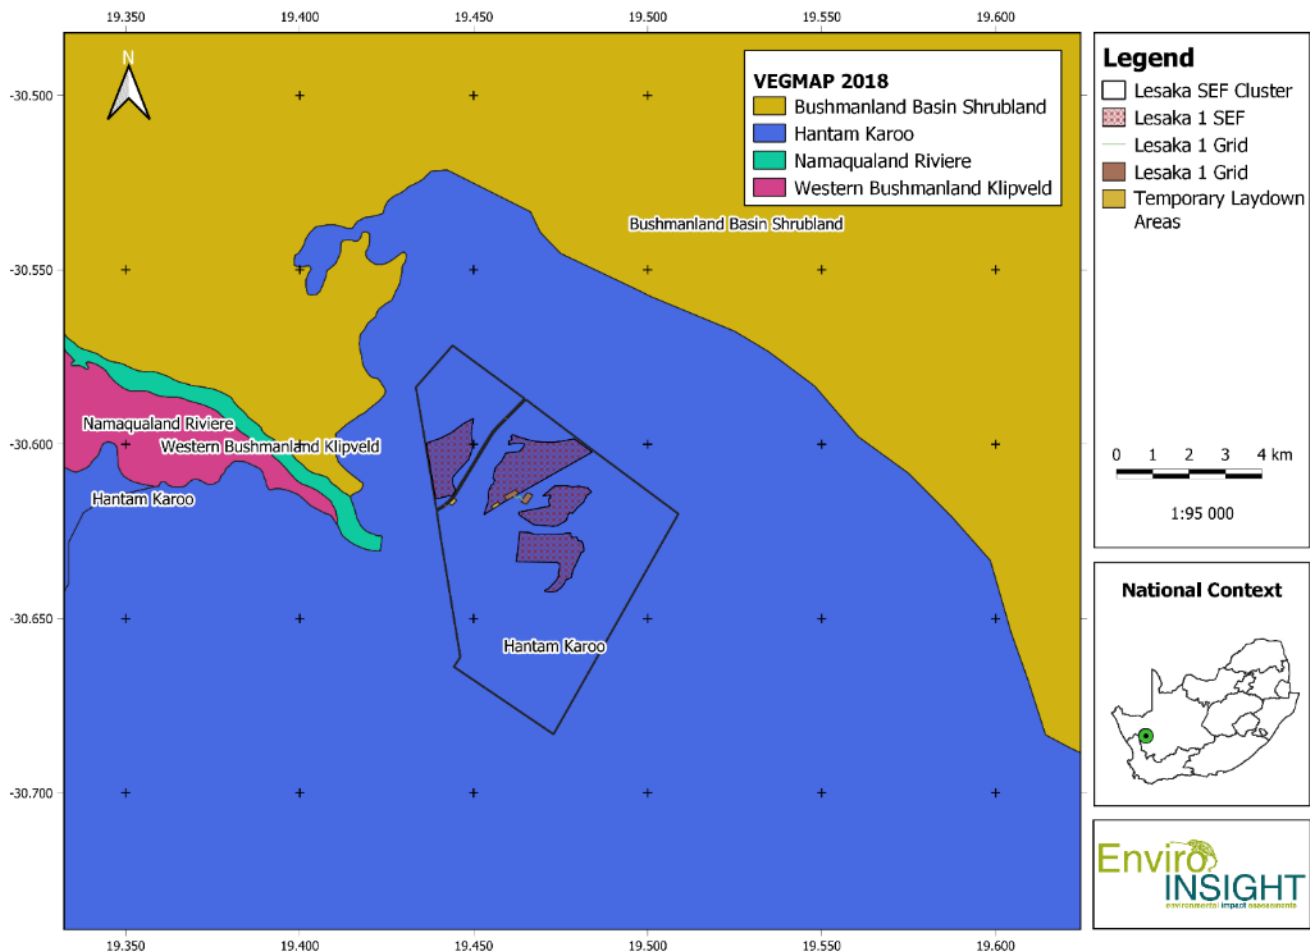 19.350 19.400 19.450 19.500 19.550 19.600
N
-30.500
-30.550
-30.600
-30.650
-30.700
VEGMAP 2018
Bushmanland Basin Shrubland
Hantam Karoo
Namaqualand Riviere
Western Bushmanland Klipveld
Bushmanland Basin Shrubland
Namaqualand Riviere
Western Bushmanland Klipveld
Hantam Karoo
Hantam Karoo
19.350 19.400 19.450 19.500 19.550 19.600
Legend
Lesaka SEF Cluster
Lesaka 1 SEF
Lesaka 1 Grid
Lesaka 1 Grid
Temporary Laydown
Areas
0 1 2 3 4 km
1:95 000
National Context
Enviro
INSIGHT
environmental impact assessments